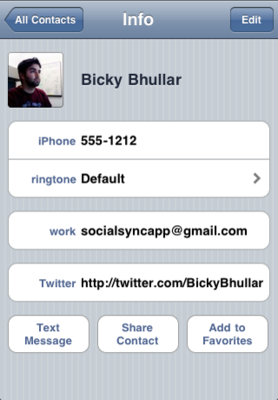 All Contacts Info Edit
Bicky Bhullar
iPhone 555-1212
ringtone Default
work socialsyncapp@gmail.com
Twitter http://twitter.com/BickyBhullar
Text Share Add to
Message Contact Favorites